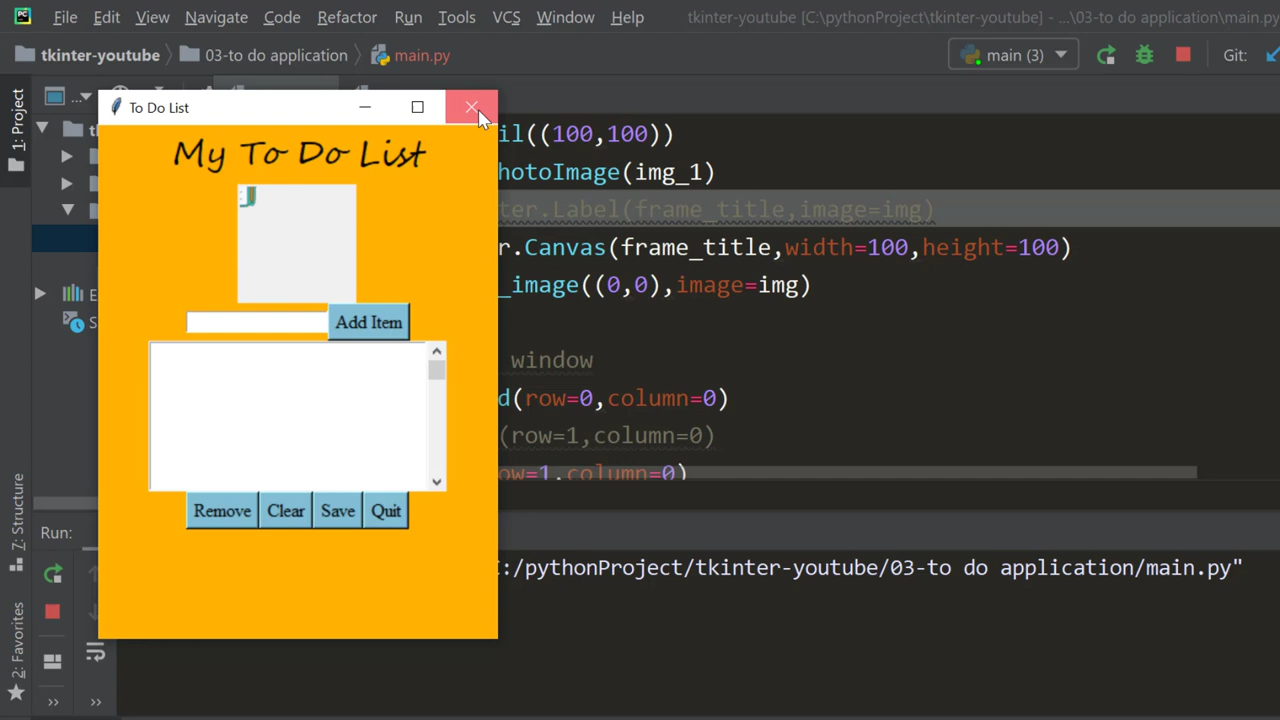 PC File Edit View Navigate Code Refactor Run Tools VCS Window Help tkinter-youtube [C:\pythonProject\tkinter-youtube] - ...\03-to do application\main.py
tkinter-youtube 03-to do application main.py main (3) Git:
1: Project
To Do List
My To Do List
Add Item
Remove Clear Save Quit
il((100,100))
hotoImage(img_1)
ter.Label(frame_title,image=img)
r.Canvas(frame_title,width=100,height=100)
_image((0,0),image=img)
window
d(row=0,column=0)
(row=1,column=0)
ow=1,column=0)
7: Structure
2: Favorites
Run:
:/pythonProject/tkinter-youtube/03-to do application/main.py"